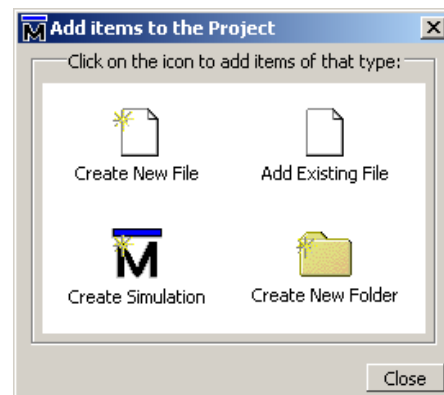 Add items to the Project
Click on the icon to add items of that type:
Create New File
Add Existing File
Create Simulation
Create New Folder
Close